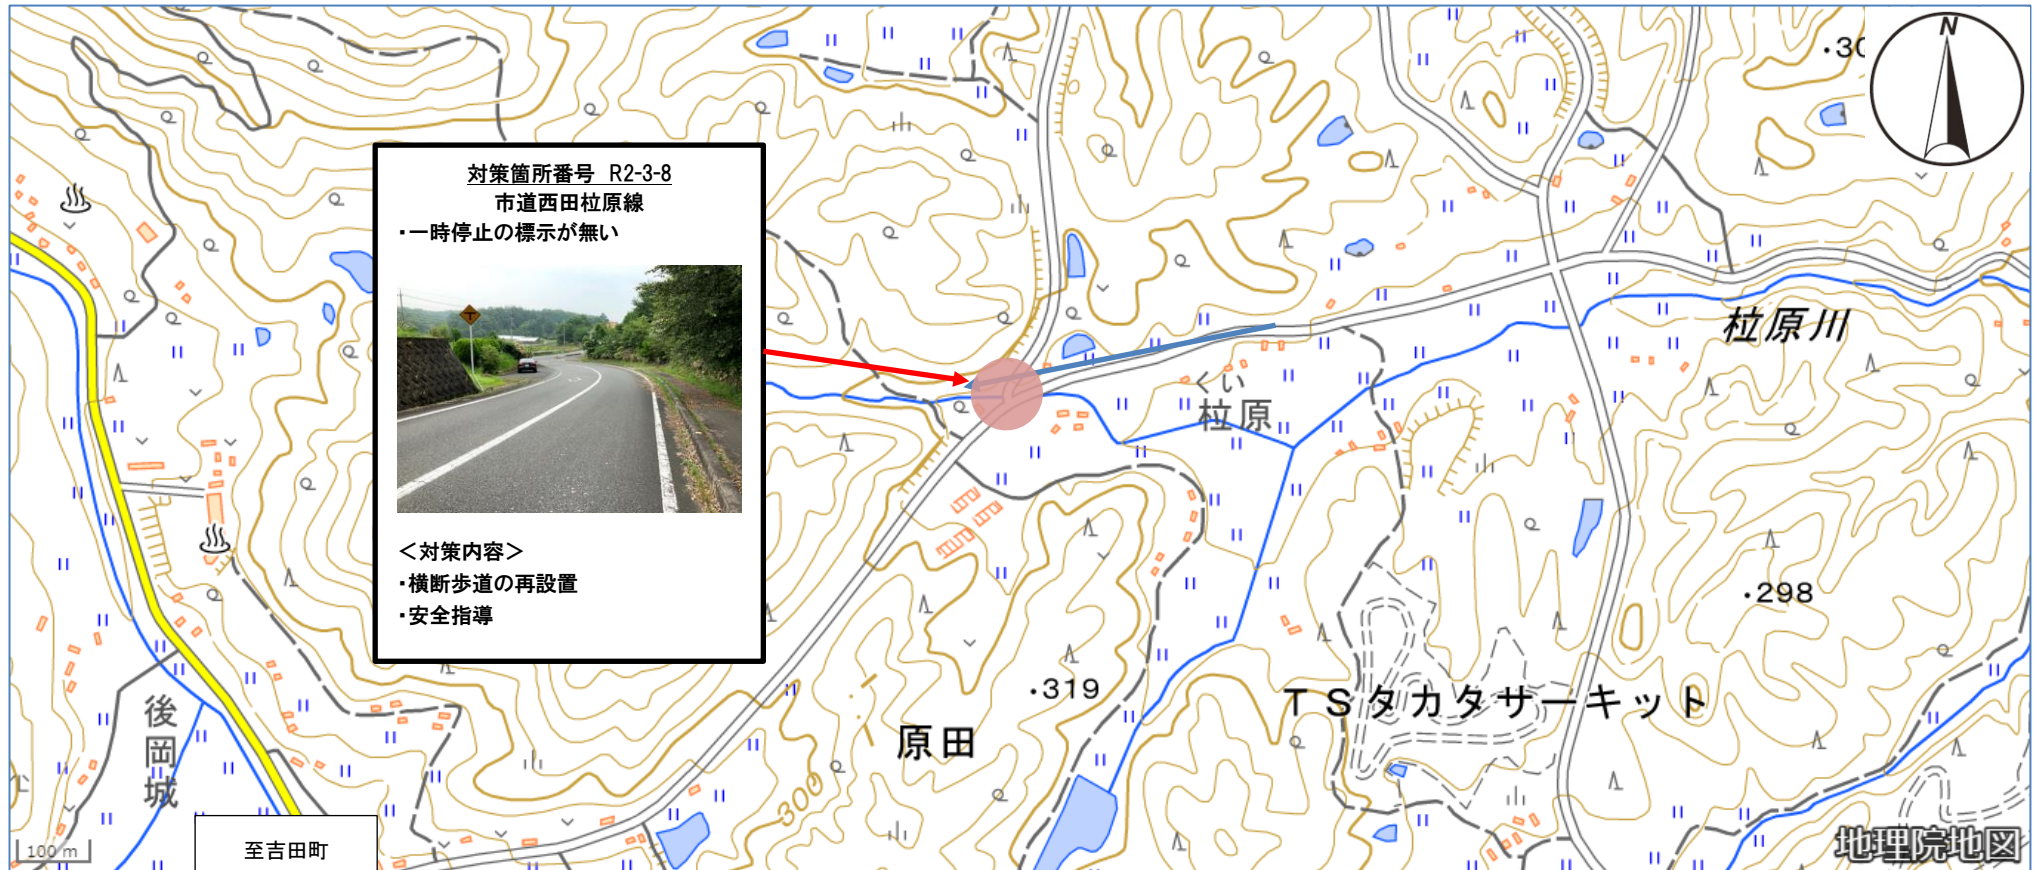 N
・30
対策箇所番号 R2-3-8
市道西田柆原線
・一時停止の標示が無い
＜対策内容＞
・横断歩道の再設置
・安全指導
柆原川
くい
柆原
・298
・319
TSタカタサーキット
原田
300
後岡城
100 m
至吉田町
地理院地図